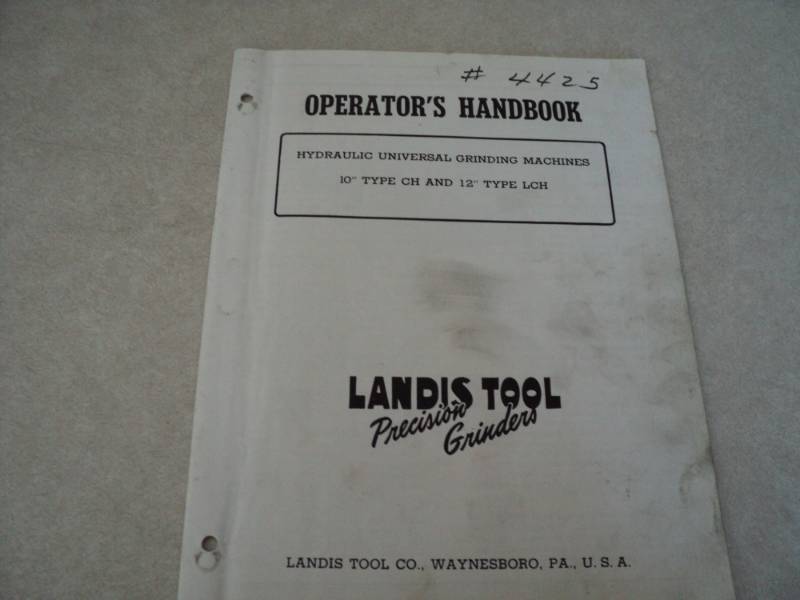 # 4425
OPERATOR'S HANDBOOK
HYDRAULIC UNIVERSAL GRINDING MACHINES
10" TYPE CH AND 12" TYPE LCH
LANDIS TOOL
Precision
Grinders
LANDIS TOOL CO., WAYNESBORO, PA., U. S. A.